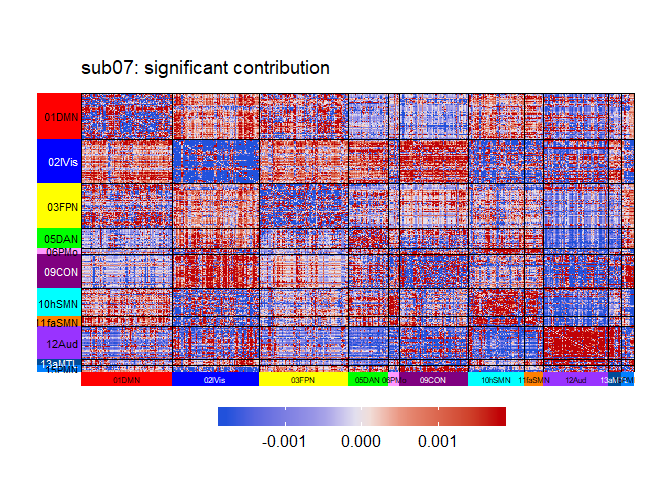 sub07: significant contribution
01DMN
02lVis
03FPN
05DAN
09CON
10hSMN
11faSMN
12Aud
13aMTL
01DMN
02lVis
03FPN
05DAN
09CON
10hSMN
11faSMN
12Aud
-0.001
0.000
0.001